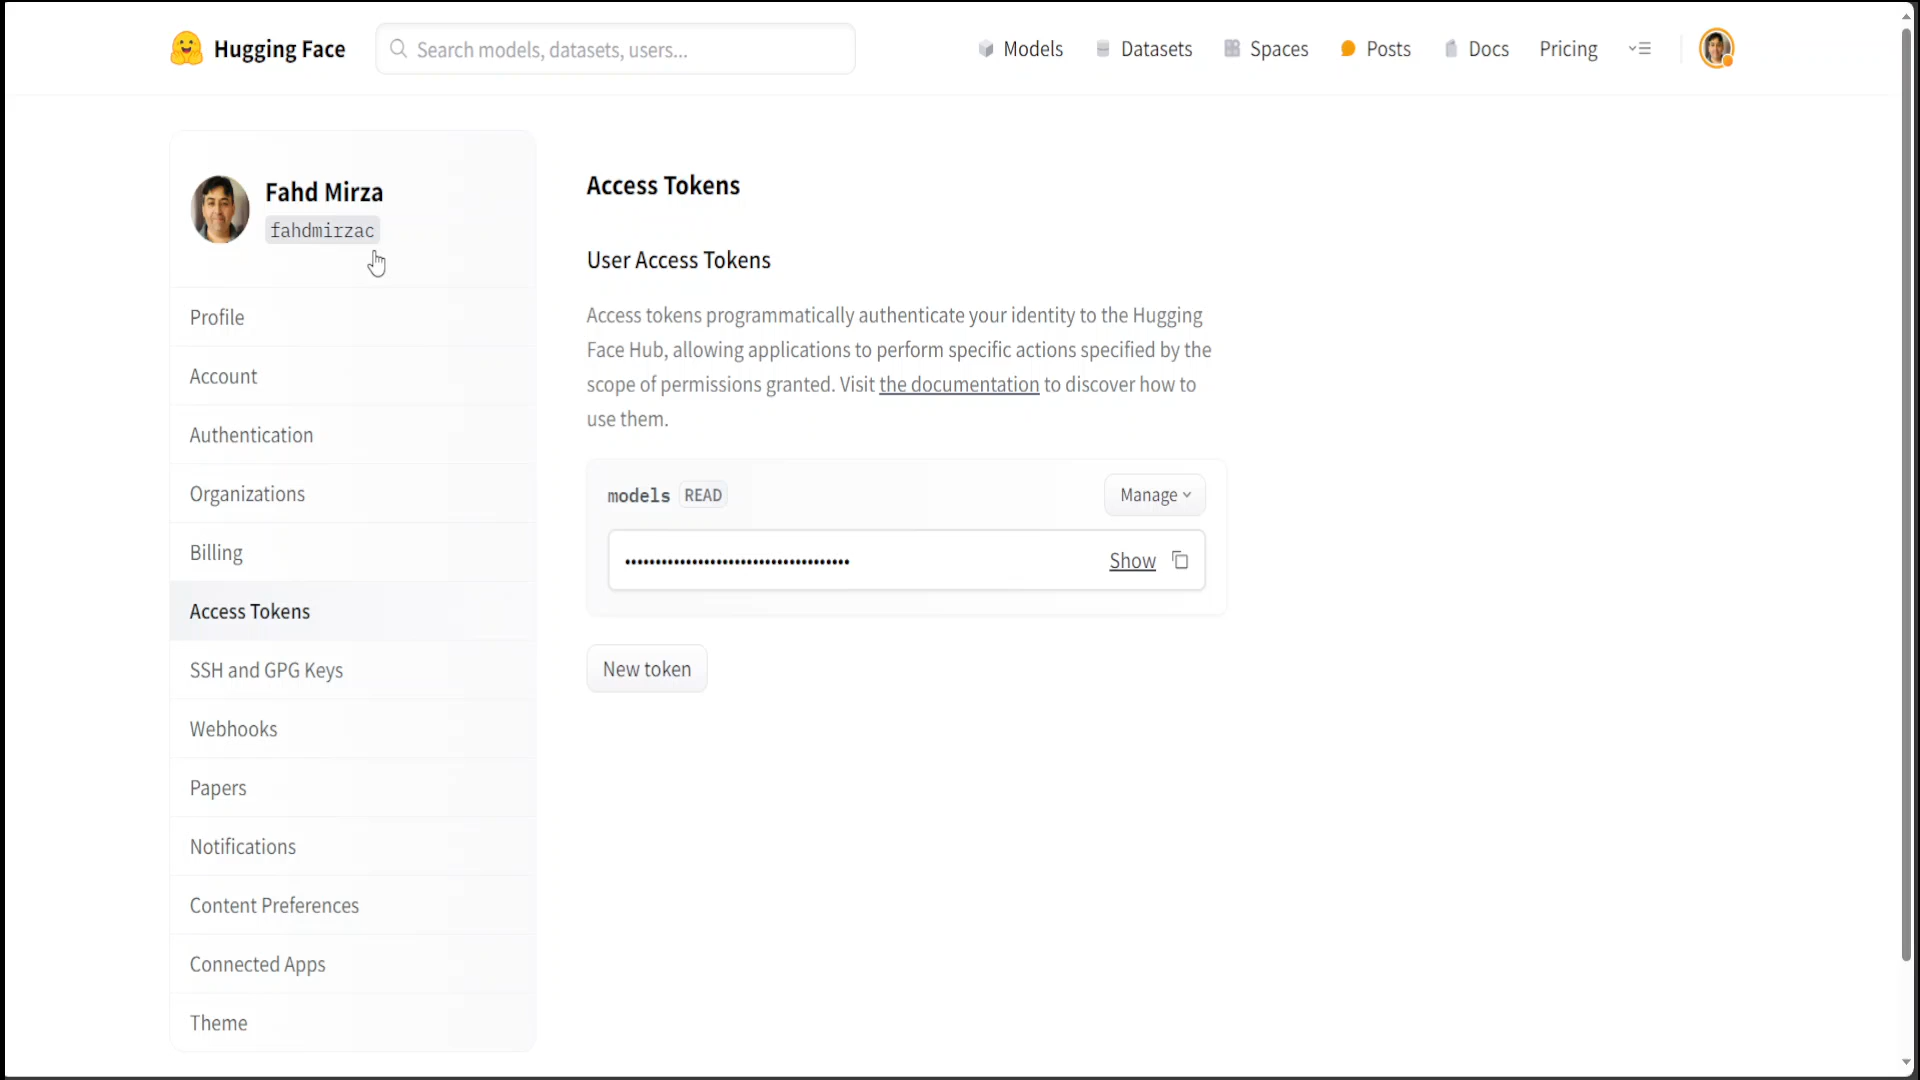 Hugging Face
Search models, datasets, users...
Models
Datasets
Spaces
Posts
Docs
Pricing
Fahd Mirza
fahdmirzac
Profile
Account
Authentication
Organizations
Billing
Access Tokens
SSH and GPG Keys
Webhooks
Papers
Notifications
Content Preferences
Connected Apps
Theme
Access Tokens
User Access Tokens
Access tokens programmatically authenticate your identity to the Hugging
Face Hub, allowing applications to perform specific actions specified by the
scope of permissions granted. Visit the documentation to discover how to
use them.
models READ
Manage
Show
New token